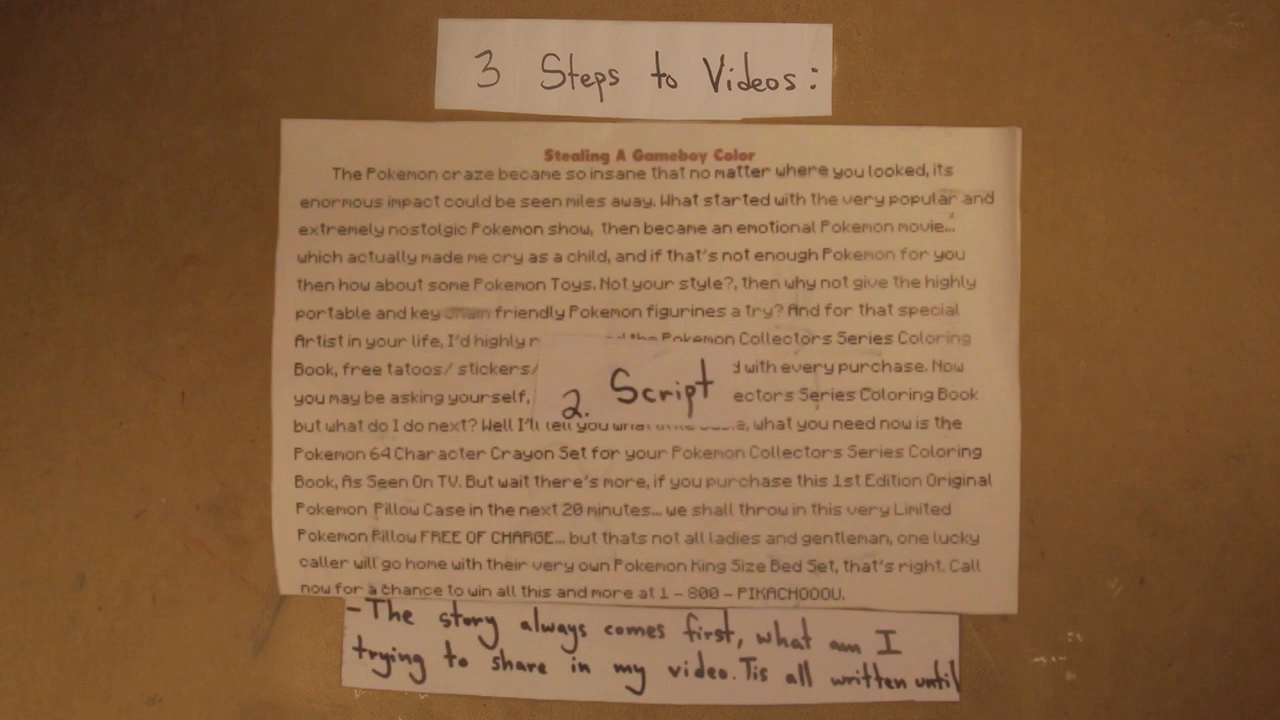 3 Steps to Videos:
Stealing A Gameboy Color
The Pokemon craze became so insane that no matter where you looked, its
enormous impact could be seen miles away. What started with the very popular and
extremely nostolgic Pokemon show, then became an emotional Pokemon movie...
which actually made me cry as a child, and if that's not enough Pokemon for you
then how about some Pokemon Toys. Not your style?, then why not give the highly
portable and key chain friendly Pokemon figurines a try? And for that special
Artist in your life, I'd highly the Pokemon Collectors Series Coloring
Book, free tatoos/ stickers/ with every purchase. Now
you may be asking yourself, Series Coloring Book
2. Script
but what do I do next? Well I'll tell you what, what you need now is the
Pokemon 64 Character Crayon Set for your Pokemon Collectors Series Coloring
Book, As Seen On TV. But wait there's more, if you purchase this 1st Edition Original
Pokemon Pillow Case in the next 20 minutes... we shall throw in this very Limited
Pokemon Pillow FREE OF CHARGE... but thats not all ladies and gentleman, one lucky
caller will go home with their very own Pokemon King Size Bed Set, that's right. Call
now for a chance to win all this and more at 1 - 800 - PIKACHOOOU.
- The story always comes first, what am I
trying to share in my video. Tis all written until